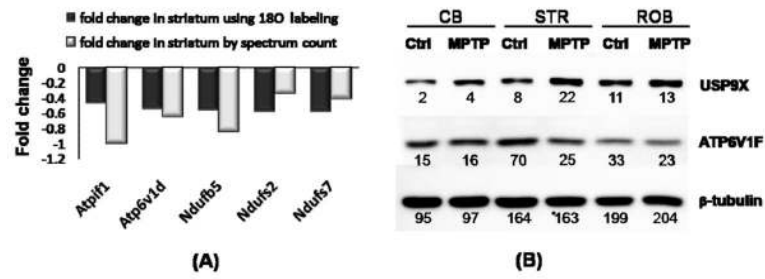 fold change in striatum using 18O labeling
fold change in striatum by spectrum count
Fold change
0
-0.2
-0.4
-0.6
-0.8
-1
-1.2
Atpif1
Atp6v1d
Ndufb5
Ndufs2
Ndufs7
(A)
CB STR ROB
Ctrl MPTP Ctrl MPTP Ctrl MPTP
USP9X
2 4 8 22 11 13
ATP6V1F
15 16 70 25 33 23
β-tubulin
95 97 164 163 199 204
(B)